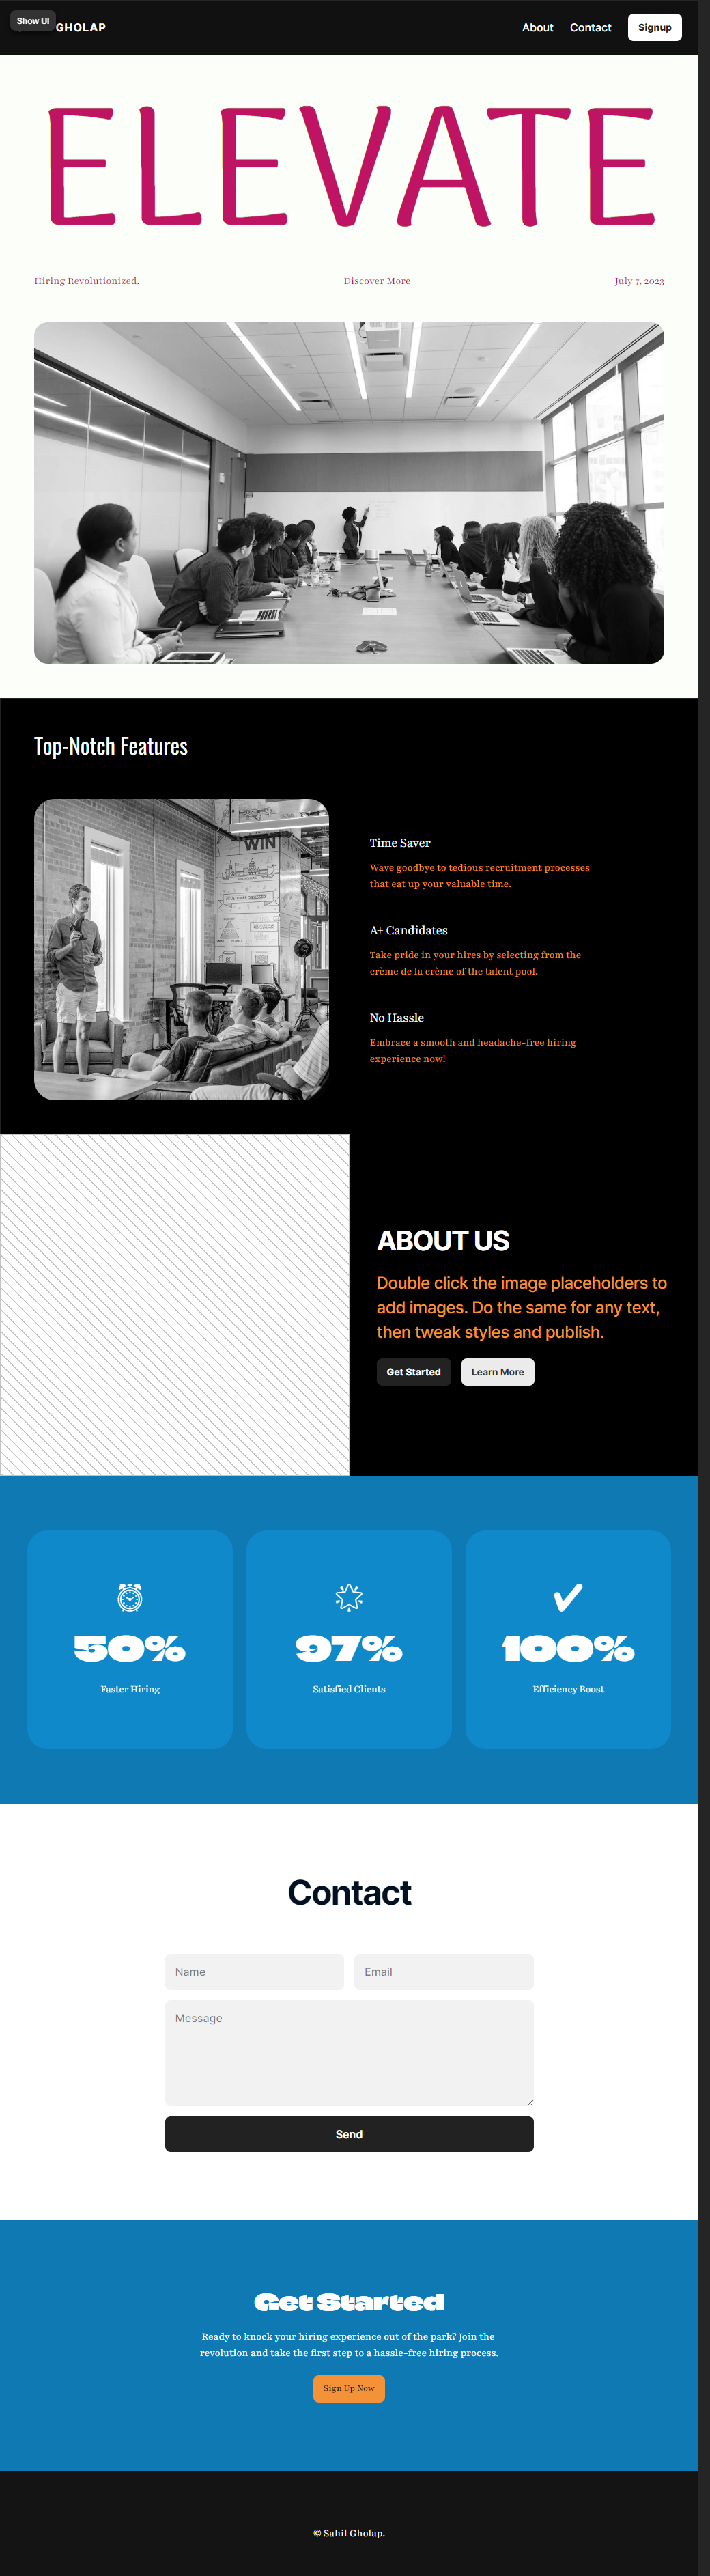 Show UI
GHOLAP
About Contact Signup
ELEVATE
Hiring Revolutionized. Discover More July 7, 2023
Top-Notch Features
WIN
Time Saver
Wave goodbye to tedious recruitment processes
that eat up your valuable time.
A+ Candidates
Take pride in your hires by selecting from the
crème de la crème of the talent pool.
No Hassle
Embrace a smooth and headache-free hiring
experience now!
ABOUT US
Double click the image placeholders to
add images. Do the same for any text,
then tweak styles and publish.
Get Started Learn More
50% 97% 100%
Faster Hiring Satisfied Clients Efficiency Boost
Contact
Name Email
Message
Send
Get Started
Ready to knock your hiring experience out of the park? Join the
revolution and take the first step to a hassle-free hiring process.
Sign Up Now
© Sahil Gholap.